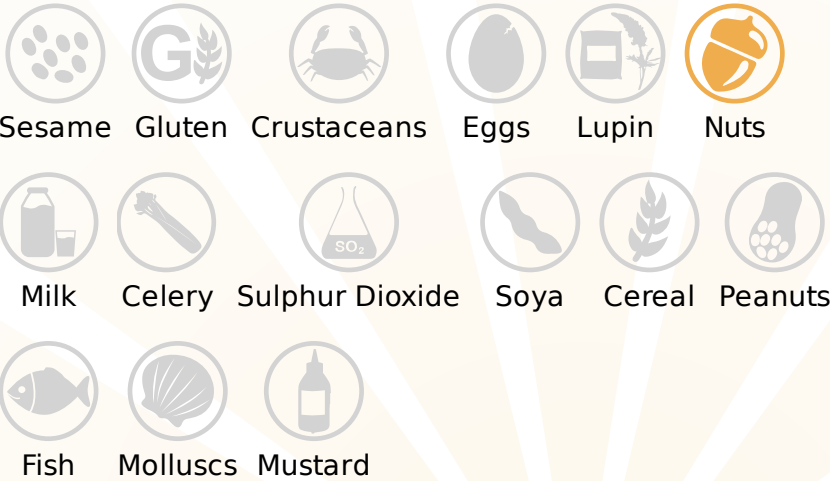 G
Sesame Gluten Crustaceans Eggs Lupin Nuts
SO₂
Milk Celery Sulphur Dioxide Soya Cereal Peanuts
Fish Molluscs Mustard